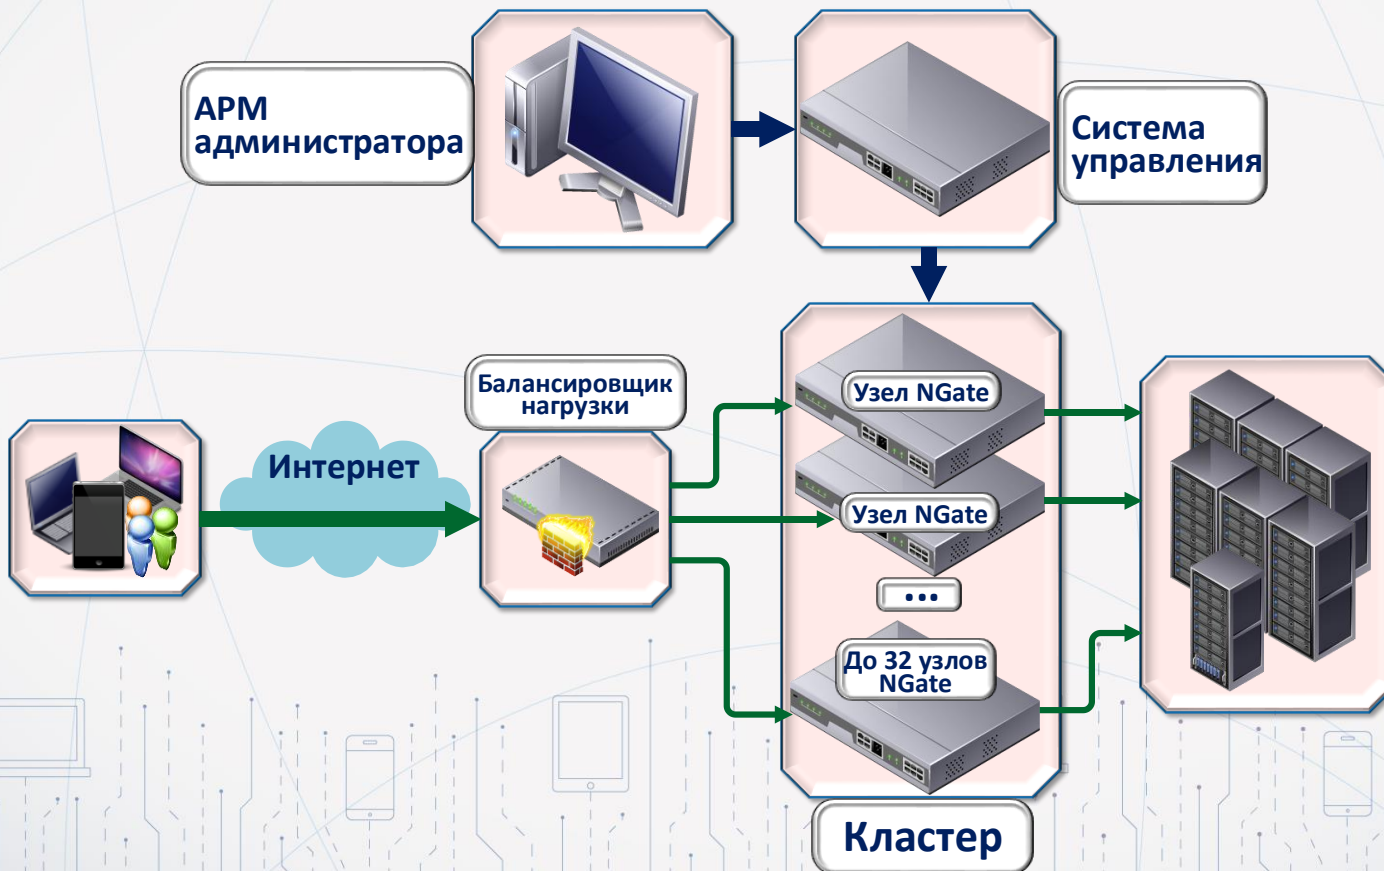 АРМ
администратора
Система
управления
Балансировщик
нагрузки
Интернет
Узел NGate
Узел NGate
...
До 32 узлов
NGate
Кластер